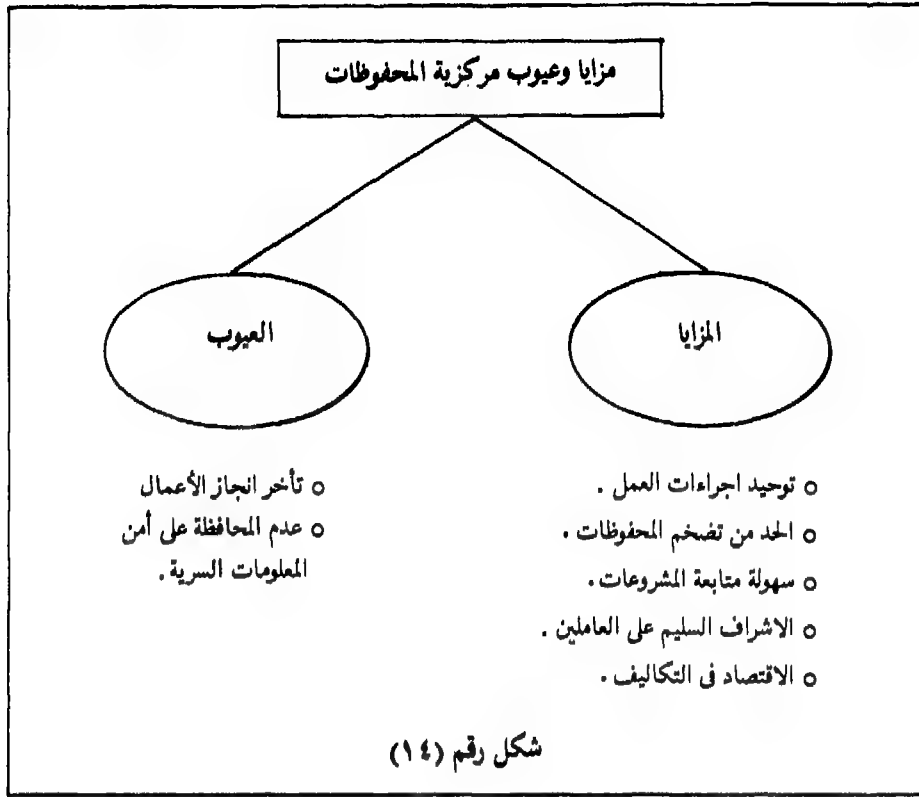 مزايا وعيوب مركزية المحفوظات
المزايا
○ توحيد اجراءات العمل .
○ الحد من تضخم المحفوظات .
○ سهولة متابعة المشروعات .
○ الاشراف السليم على العاملين .
○ الاقتصاد فى التكاليف .
العيوب
○ تأخر انجاز الأعمال
○ عدم المحافظة على أمن
المعلومات السرية .
شكل رقم (١٤)